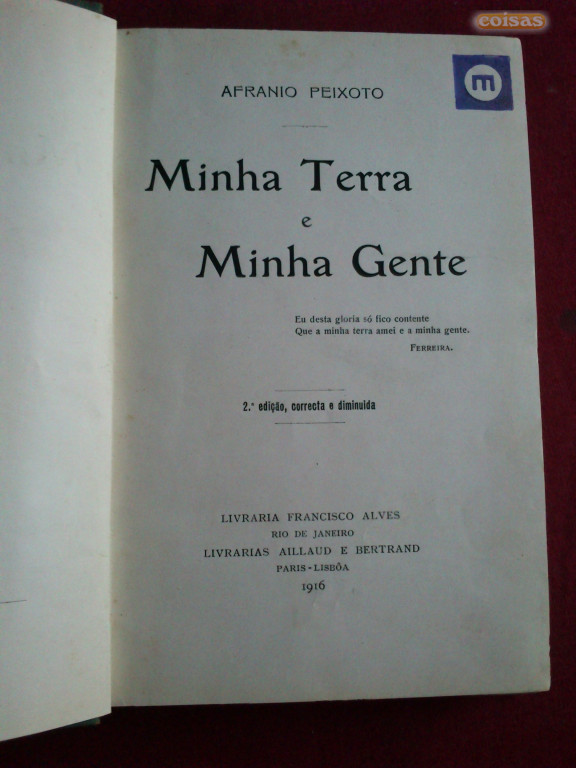 coisas
m
AFRANIO PEIXOTO
Minha Terra
e
Minha Gente
Eu desta gloria só fico contente
Que a minha terra amei e a minha gente.
FERREIRA.
2.ª edição, correcta e diminuida
LIVRARIA FRANCISCO ALVES
RIO DE JANEIRO
LIVRARIAS AILLAUD E BERTRAND
PARIS - LISBÔA
1916